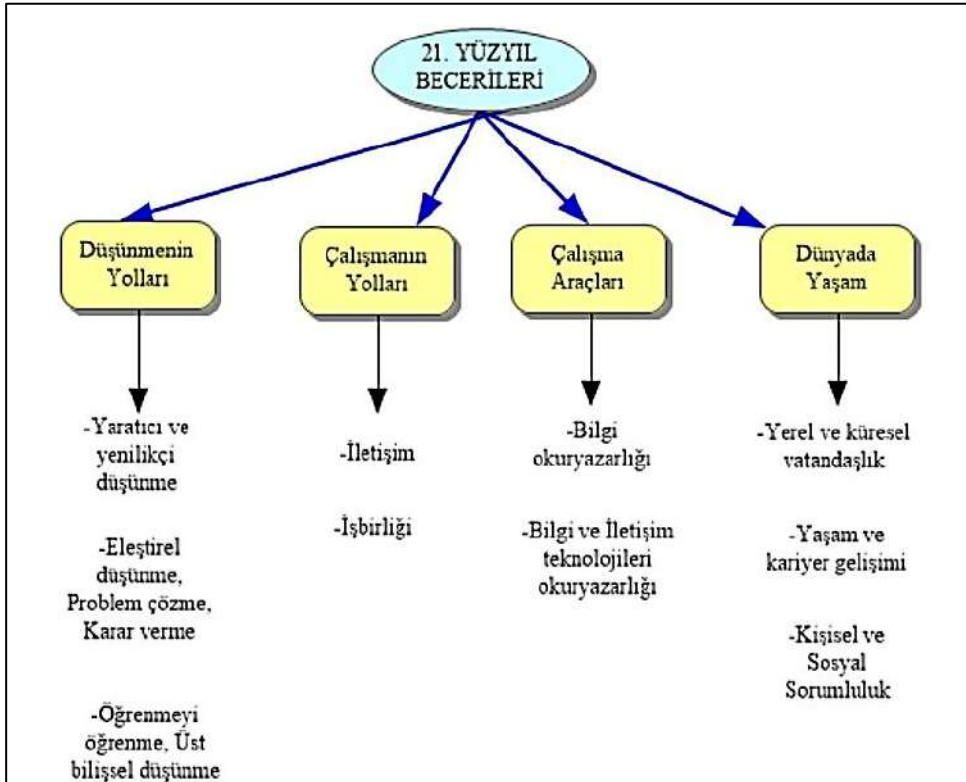 21. YÜZYIL
BECERİLERİ
Düşünmenin
Yolları
Çalışmanın
Yolları
Çalışma
Araçları
Dünyada
Yaşam
-Yaratıcı ve
yenilikçi
düşünme
-Eleştirel
düşünme,
Problem çözme,
Karar verme
-Öğrenmeyi
öğrenme, Üst
bilişsel düşünme
-İletişim
-İşbirliği
-Bilgi
okuryazarlığı
-Bilgi ve İletişim
teknolojileri
okuryazarlığı
-Yerel ve küresel
vatandaşlık
-Yaşam ve
kariyer gelişimi
-Kişisel ve
Sosyal
Sorumluluk